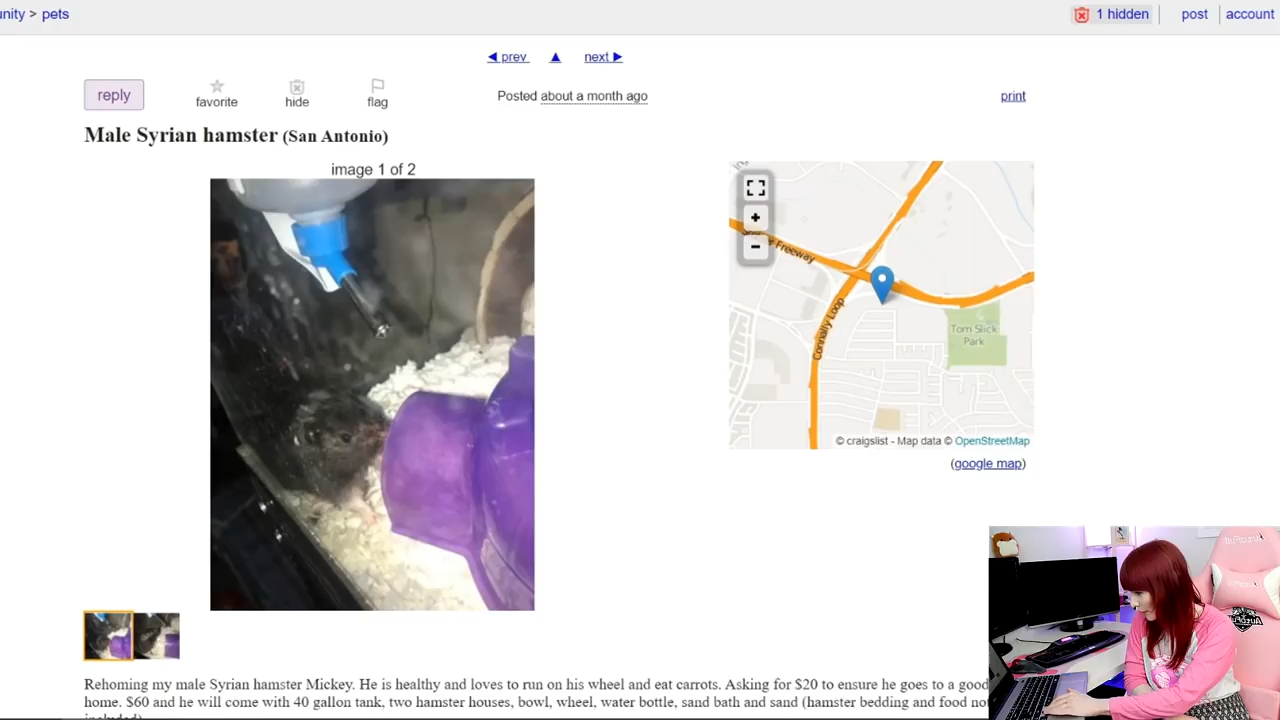 unity > pets
1 hidden
post
account
◀ prev ▲ next ▶
reply
favorite
hide
flag
Posted about a month ago
print
Male Syrian hamster (San Antonio)
image 1 of 2
+
Freeway
−
Connally Loop
Tom Slick
Park
© craigslist - Map data © OpenStreetMap
(google map)
Rehoming my male Syrian hamster Mickey. He is healthy and loves to run on his wheel and eat carrots. Asking for $20 to ensure he goes to a good
home. $60 and he will come with 40 gallon tank, two hamster houses, bowl, wheel, water bottle, sand bath and sand (hamster bedding and food not
included)